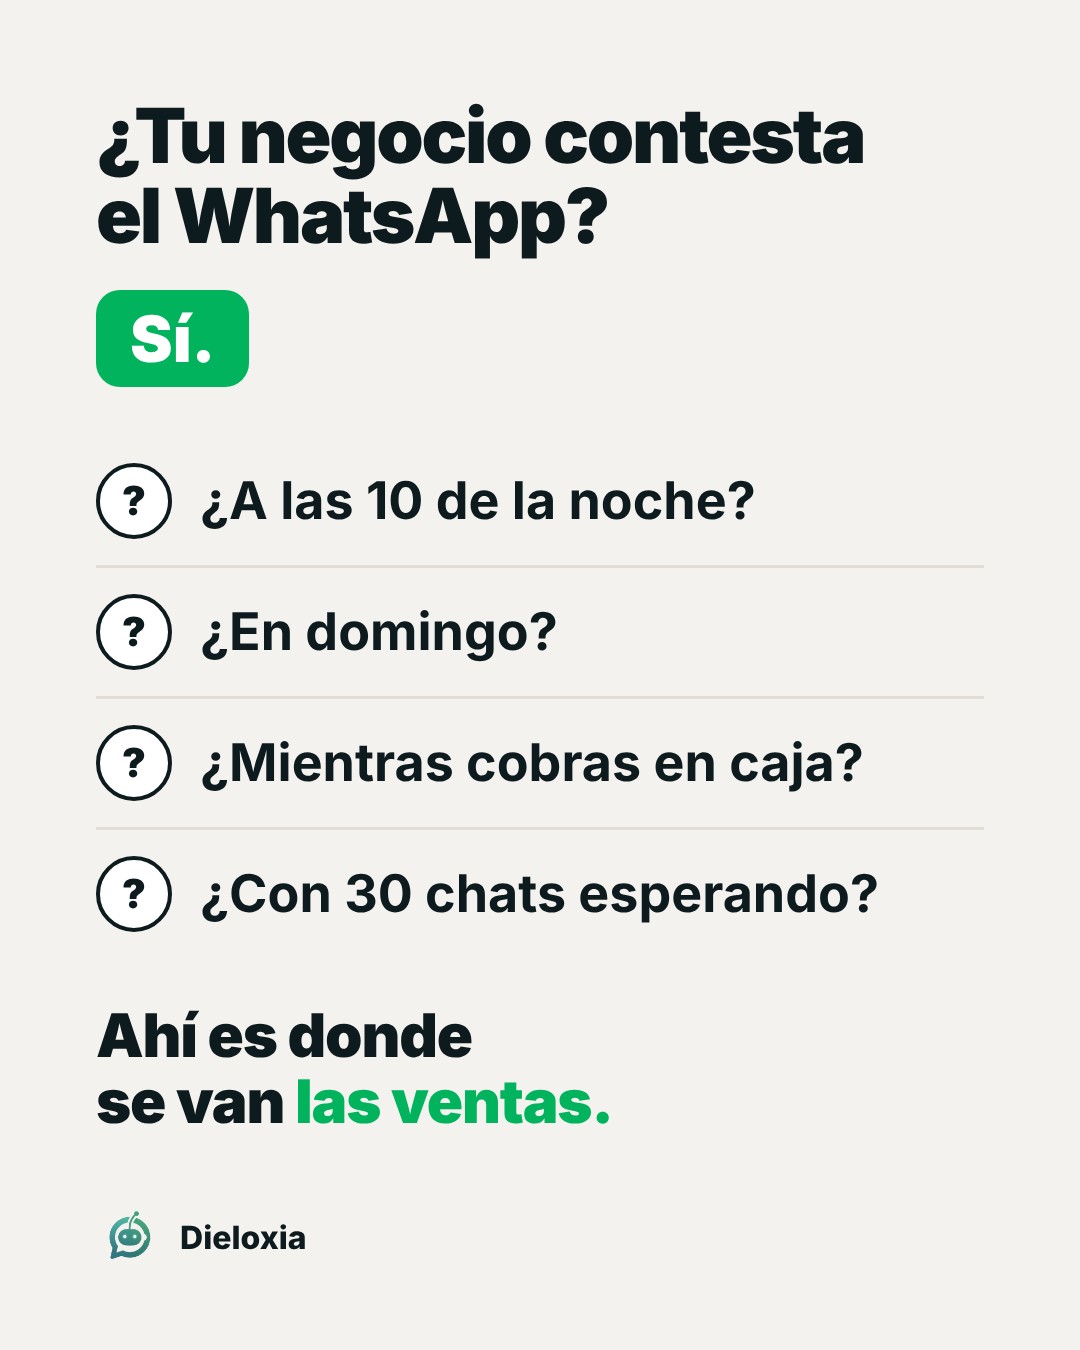 ¿Tu negocio contesta
el WhatsApp?
Sí.
? ¿A las 10 de la noche?
? ¿En domingo?
? ¿Mientras cobras en caja?
? ¿Con 30 chats esperando?
Ahí es donde
se van las ventas.
Dieloxia